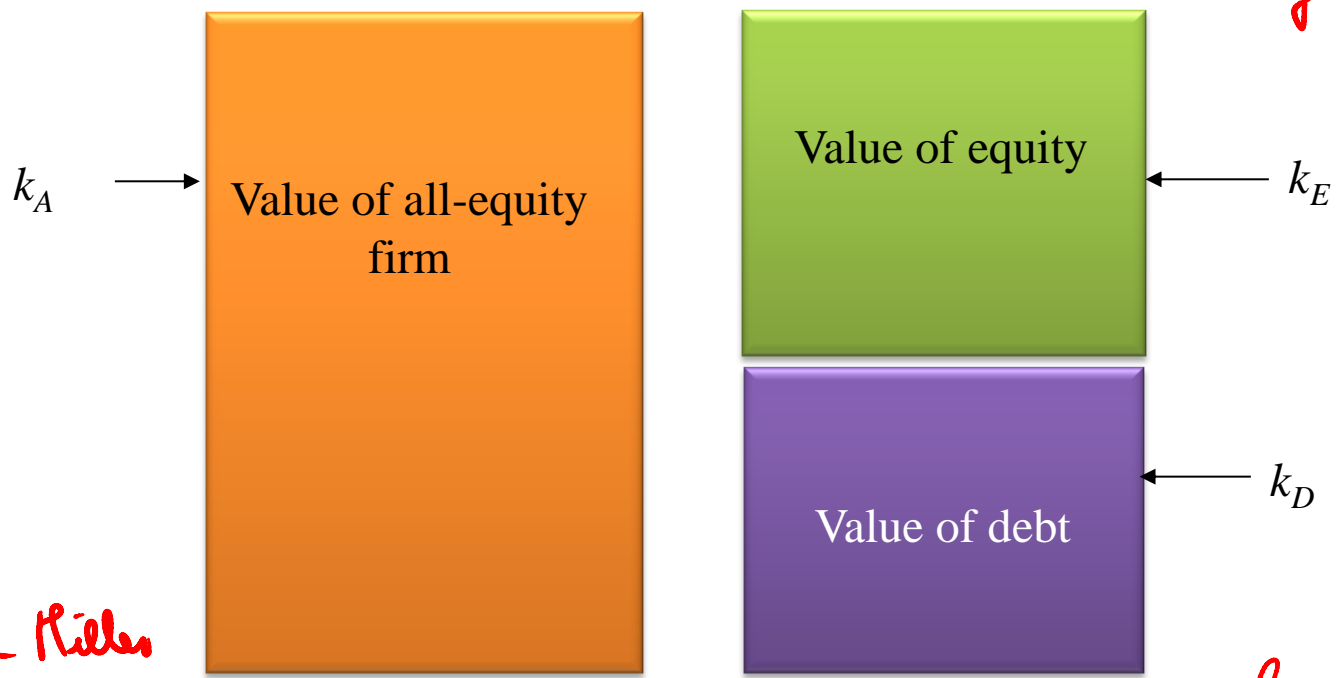 k_A
Value of all-equity
firm
Value of equity
k_E
k_D
Value of debt